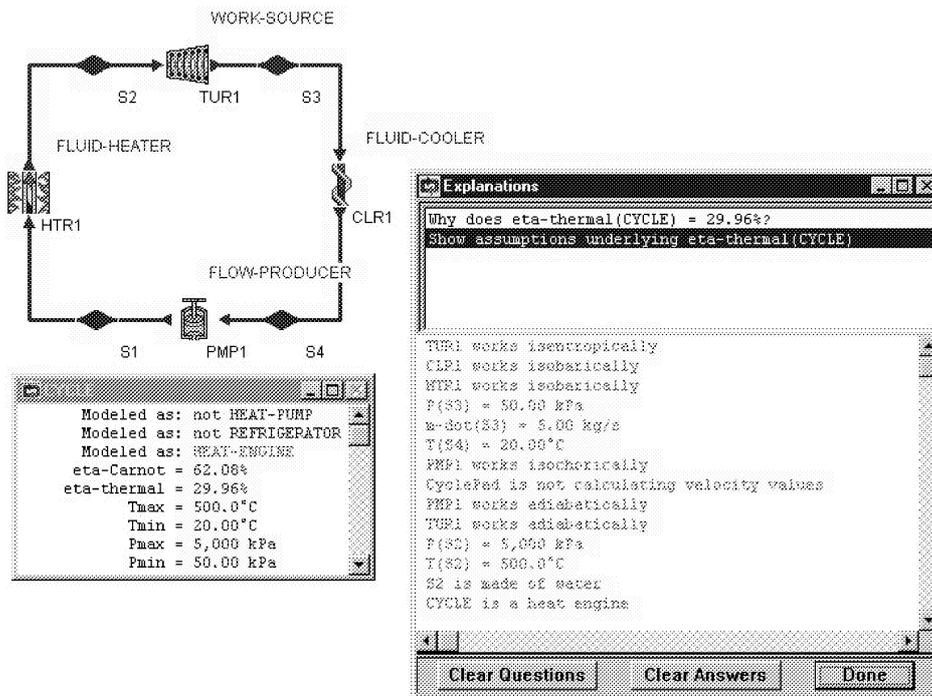 WORK-SOURCE
S2
TUR1
S3
FLUID-HEATER
FLUID-COOLER
HTR1
CLR1
FLOW-PRODUCER
S1
PMP1
S4
CYCLE
Modeled as: not HEAT-PUMP
Modeled as: not REFRIGERATOR
Modeled as: HEAT-ENGINE
eta-Carnot = 62.08%
eta-thermal = 29.96%
Tmax = 500.0°C
Tmin = 20.00°C
Pmax = 5,000 kPa
Pmin = 50.00 kPa
Explanations
Why does eta-thermal(CYCLE) = 29.96%?
Show assumptions underlying eta-thermal(CYCLE)
TUR1 works isentropically
CLR1 works isobarically
HTR1 works isobarically
P(S3) = 50.00 kPa
m-dot(S3) = 5.00 kg/s
T(S4) = 20.00°C
PMP1 works isochorically
CyclePad is not calculating velocity values
PMP1 works adiabatically
TUR1 works adiabatically
P(S2) = 5,000 kPa
T(S2) = 500.0°C
S2 is made of water
CYCLE is a heat engine
Clear Questions
Clear Answers
Done